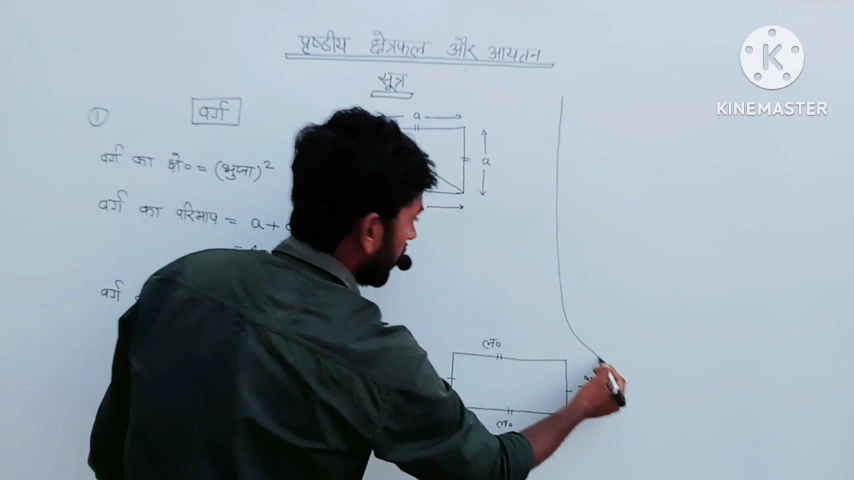 पृष्ठीय क्षेत्रफल और आयतन
सूत्र
K
KINEMASTER
①
वर्ग
a
a
वर्ग का क्षे० = (भुजा)²
वर्ग का परिमाप = a +
वर्ग
ल०
ल०